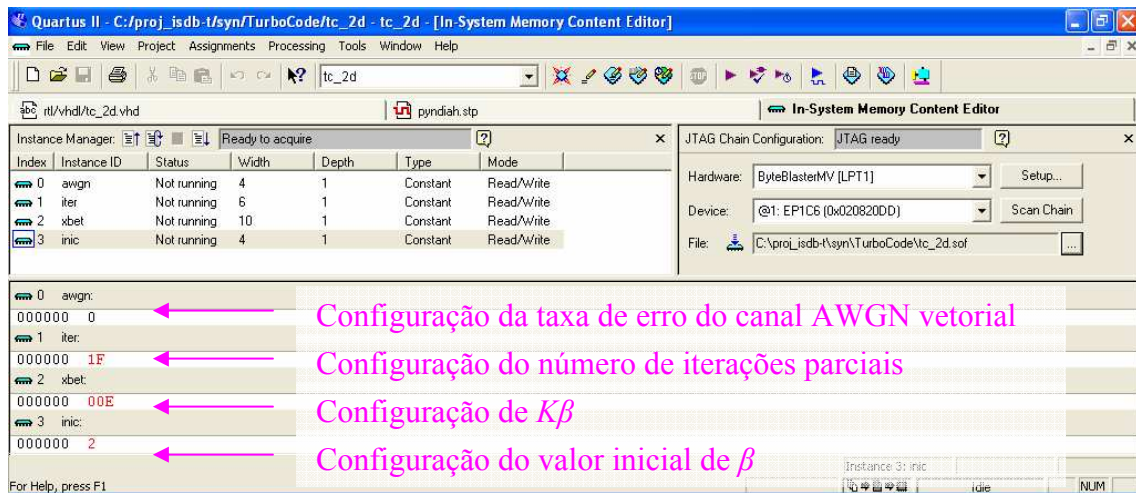 Quartus II - C:/proj_isdb-t/syn/TurboCode/tc_2d - tc_2d - [In-System Memory Content Editor]
File Edit View Project Assignments Processing Tools Window Help
tc_2d
STOP
abc rtl/vhdl/tc_2d.vhd
pyndiah.stp
In-System Memory Content Editor
Instance Manager: Ready to acquire
JTAG Chain Configuration: JTAG ready
Index Instance ID Status Width Depth Type Mode
0 awgn Not running 4 1 Constant Read/Write
1 iter Not running 6 1 Constant Read/Write
2 xbet Not running 10 1 Constant Read/Write
3 inic Not running 4 1 Constant Read/Write
Hardware: ByteBlasterMV [LPT1] Setup...
Device: @1: EP1C6 (0x020820DD) Scan Chain
File: C:\proj_isdb-t\syn\TurboCode\tc_2d.sof ...
0 awgn:
000000 0
Configuração da taxa de erro do canal AWGN vetorial
1 iter:
000000 1F
Configuração do número de iterações parciais
2 xbet:
000000 00E
Configuração de Kβ
3 inic:
000000 2
Configuração do valor inicial de β
Instance 3: inic
For Help, press F1
idle
NUM